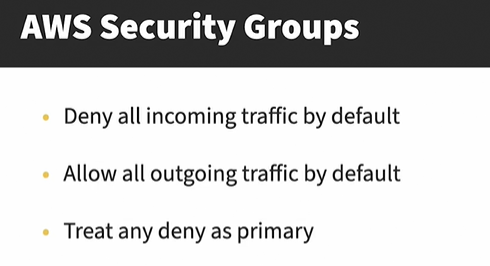 AWS Security Groups
Deny all incoming traffic by default
Allow all outgoing traffic by default
Treat any deny as primary